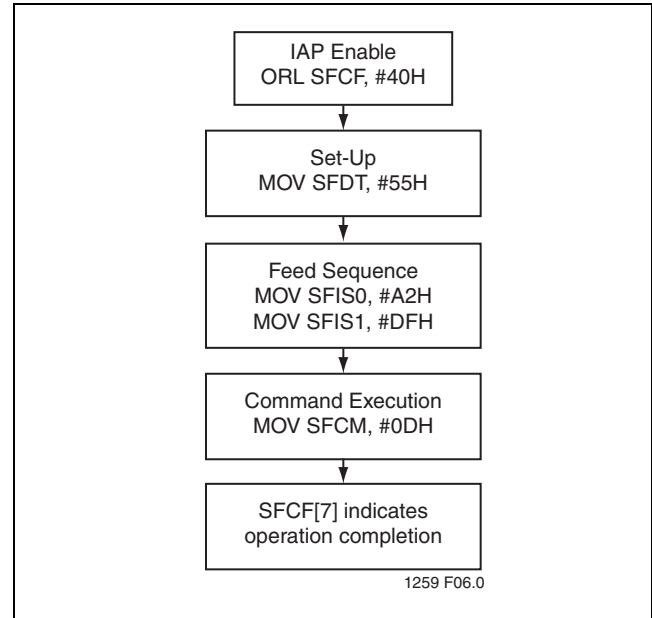 IAP Enable
ORL SFCF, #40H
Set-Up
MOV SFDT, #55H
Feed Sequence
MOV SFIS0, #A2H
MOV SFIS1, #DFH
Command Execution
MOV SFCM, #0DH
SFCF[7] indicates
operation completion
1259 F06.0